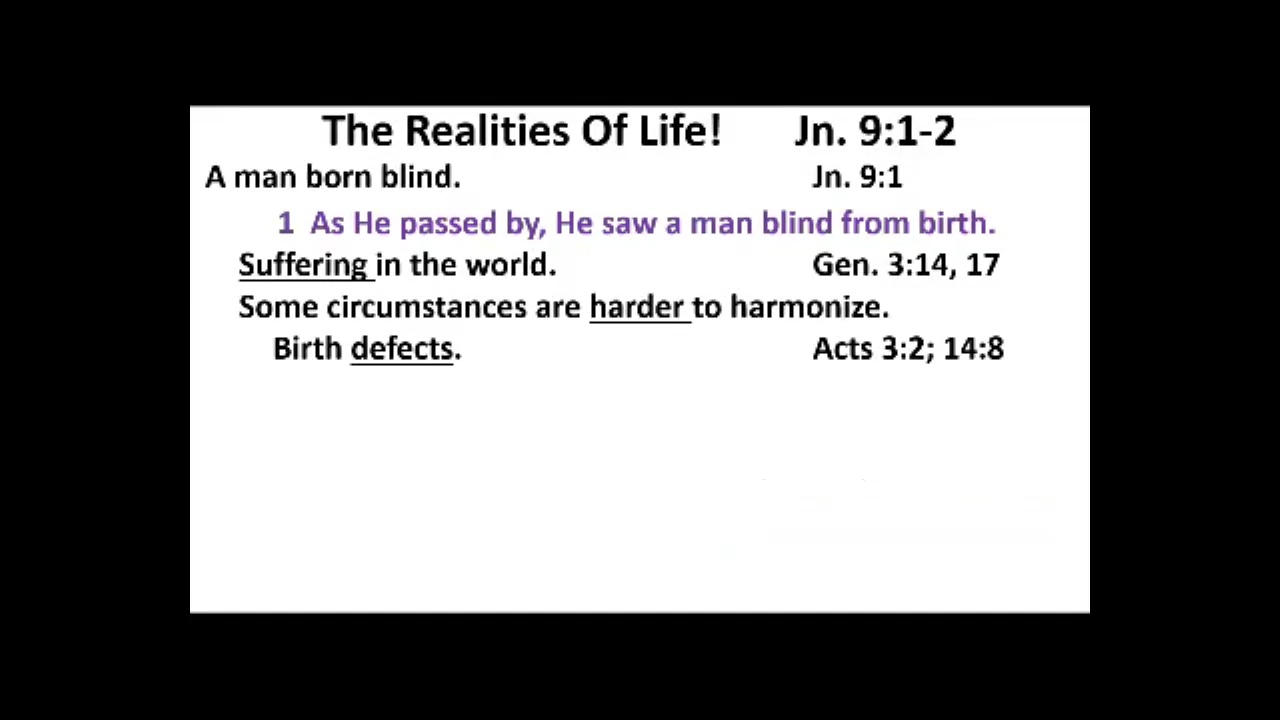 The Realities Of Life! Jn. 9:1-2
A man born blind. Jn. 9:1
1 As He passed by, He saw a man blind from birth.
Suffering in the world. Gen. 3:14, 17
Some circumstances are harder to harmonize.
Birth defects. Acts 3:2; 14:8